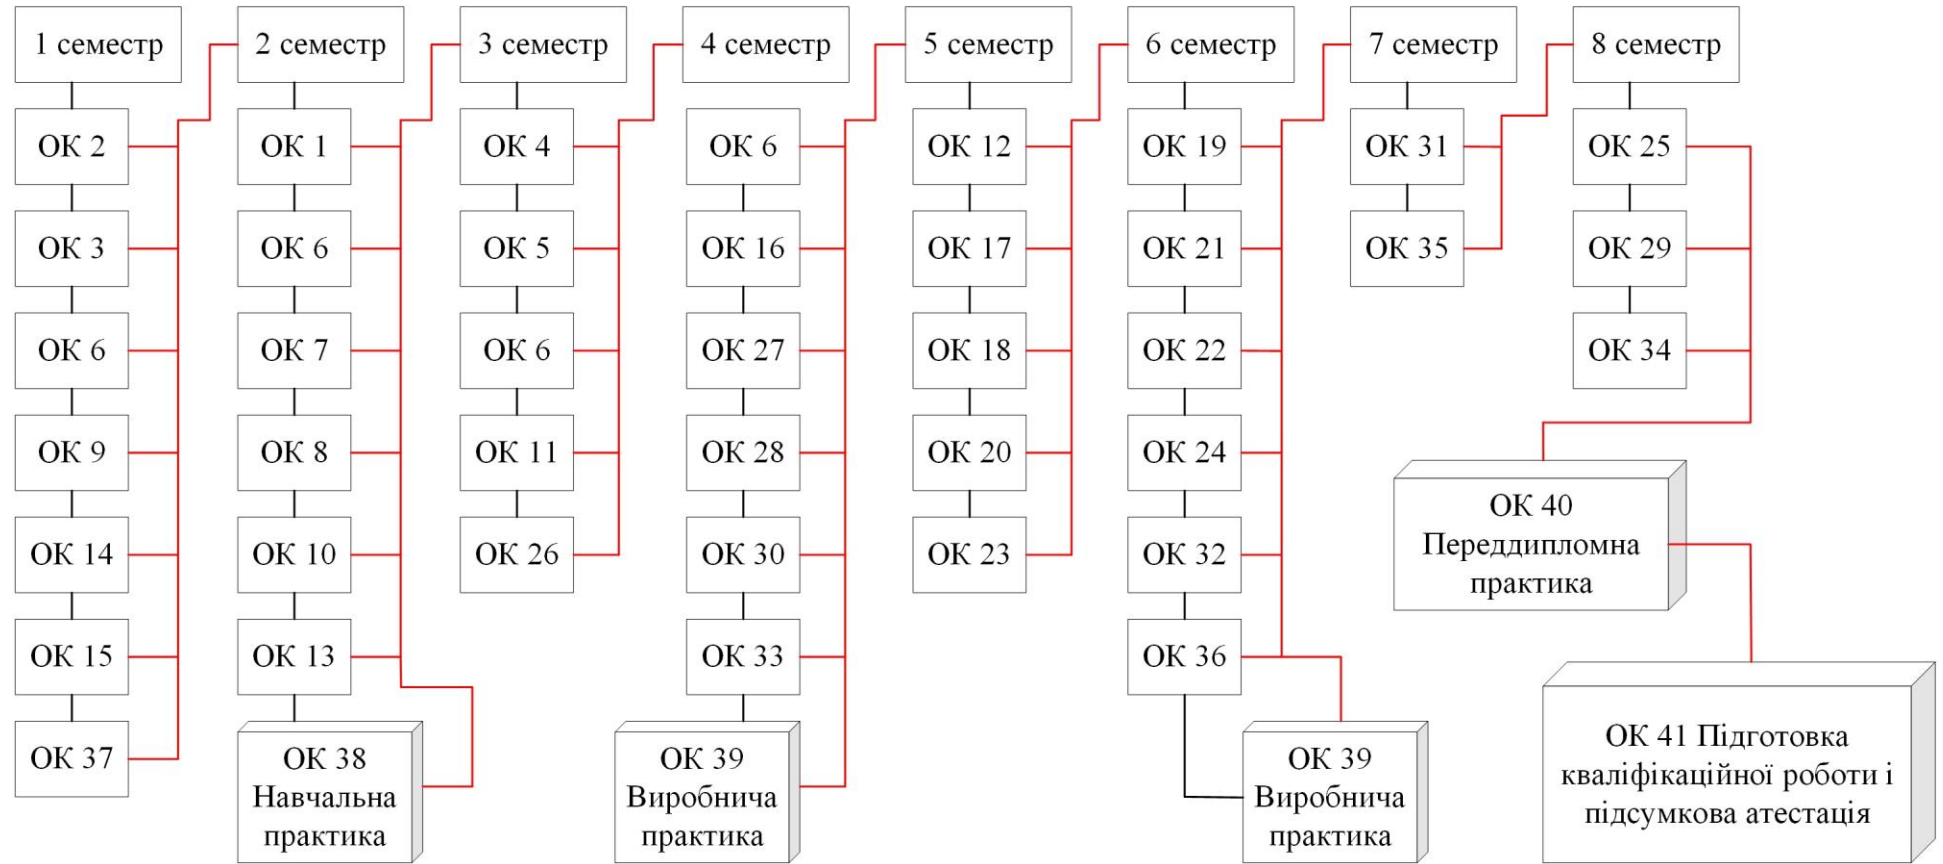 1 семестр
2 семестр
3 семестр
4 семестр
5 семестр
6 семестр
7 семестр
8 семестр
ОК 2
ОК 3
ОК 6
ОК 9
ОК 14
ОК 15
ОК 37
ОК 1
ОК 6
ОК 7
ОК 8
ОК 10
ОК 13
ОК 38
Навчальна
практика
ОК 4
ОК 5
ОК 6
ОК 11
ОК 26
ОК 6
ОК 16
ОК 27
ОК 28
ОК 30
ОК 33
ОК 39
Виробнича
практика
ОК 12
ОК 17
ОК 18
ОК 20
ОК 23
ОК 19
ОК 21
ОК 22
ОК 24
ОК 32
ОК 36
ОК 39
Виробнича
практика
ОК 31
ОК 35
ОК 25
ОК 29
ОК 34
ОК 40
Переддипломна
практика
ОК 41 Підготовка
кваліфікаційної роботи і
підсумкова атестація